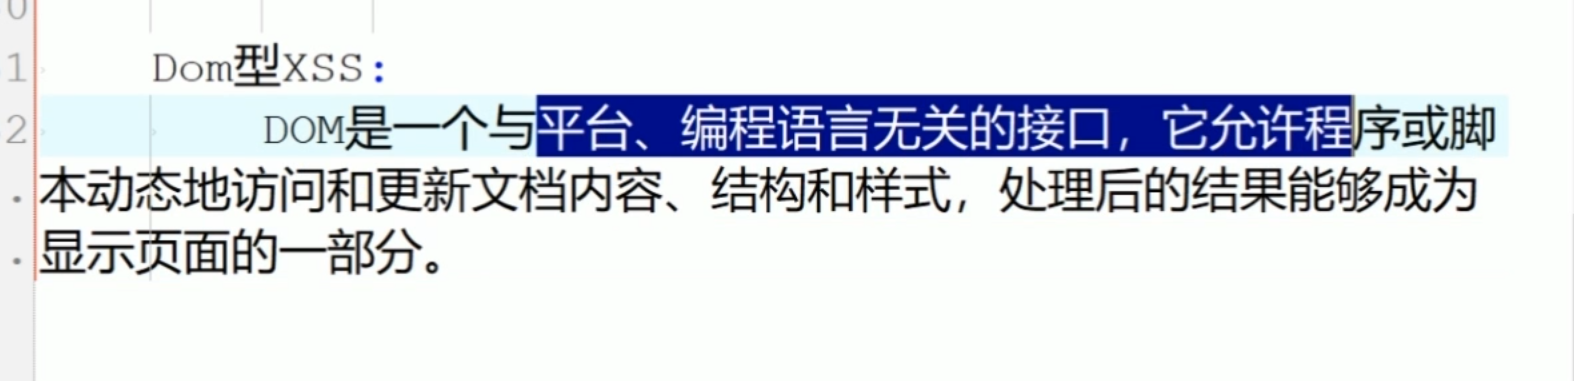 0
1 Dom型XSS:
2 DOM是一个与平台、编程语言无关的接口，它允许程序或脚
本动态地访问和更新文档内容、结构和样式，处理后的结果能够成为
显示页面的一部分。